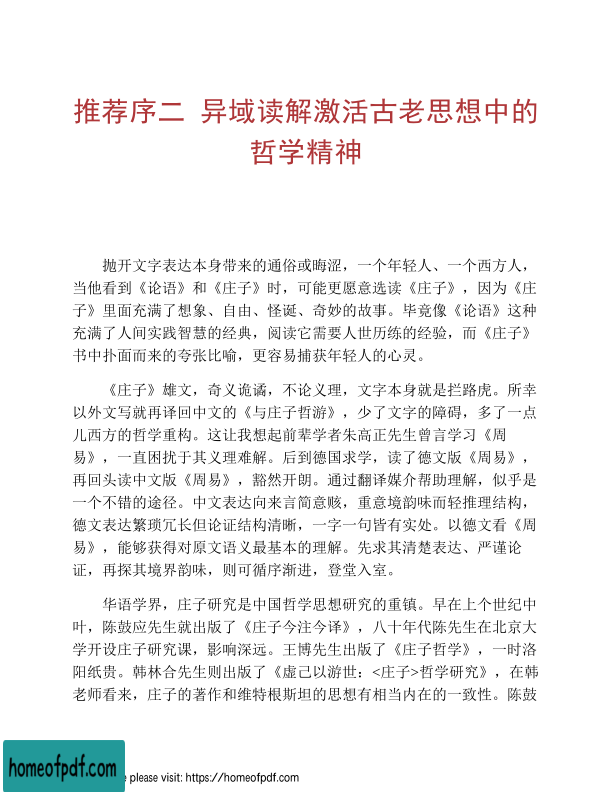 推荐序二 异域读解激活古老思想中的
哲学精神
抛开文字表达本身带来的通俗或晦涩，一个年轻人、一个西方人，
当他看到《论语》和《庄子》时，可能更愿意选读《庄子》，因为《庄
子》里面充满了想象、自由、怪诞、奇妙的故事。毕竟像《论语》这种
充满了人间实践智慧的经典，阅读它需要人世历练的经验，而《庄子》
书中扑面而来的夸张比喻，更容易捕获年轻人的心灵。
《庄子》雄文，奇义诡谲，不论义理，文字本身就是拦路虎。所幸
以外文写就再译回中文的《与庄子哲游》，少了文字的障碍，多了一点
儿西方的哲学重构。这让我想起前辈学者朱高正先生曾言学习《周
易》，一直困扰于其义理难解。后到德国求学，读了德文版《周易》，
再回头读中文版《周易》，豁然开朗。通过翻译媒介帮助理解，似乎是
一个不错的途径。中文表达向来言简意赅，重意境韵味而轻推理结构，
德文表达繁琐冗长但论证结构清晰，一字一句皆有实处。以德文看《周
易》，能够获得对原文语义最基本的理解。先求其清楚表达、严谨论
证，再探其境界韵味，则可循序渐进，登堂入室。
华语学界，庄子研究是中国哲学思想研究的重镇。早在上个世纪中
叶，陈鼓应先生就出版了《庄子今注今译》，八十年代陈先生在北京大
学开设庄子研究课，影响深远。王博先生出版了《庄子哲学》，一时洛
阳纸贵。韩林合先生则出版了《虚己以游世：<庄子>哲学研究》，在韩
老师看来，庄子的著作和维特根斯坦的思想有相当内在的一致性。陈鼓
homeofpdf.com
e please visit: https://homeofpdf.com